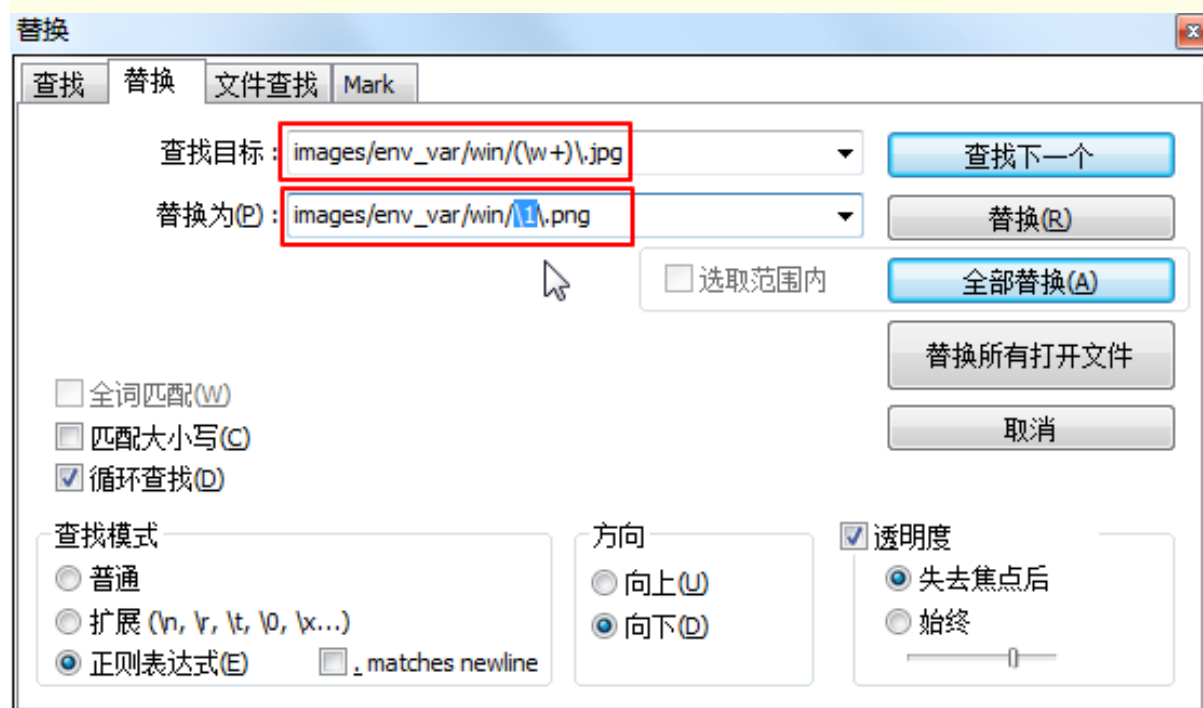 替换
查找 替换 文件查找 Mark
查找目标 : images/env_var/win/(\w+)\.jpg 查找下一个
替换为(P) : images/env_var/win/\1\.png 替换(R)
选取范围内 全部替换(A)
替换所有打开文件
全词匹配(W)
匹配大小写(C) 取消
循环查找(D)
查找模式 方向 透明度
普通 向上(U) 失去焦点后
扩展 (\n, \r, \t, \0, \x...) 向下(D) 始终
正则表达式(E) . matches newline